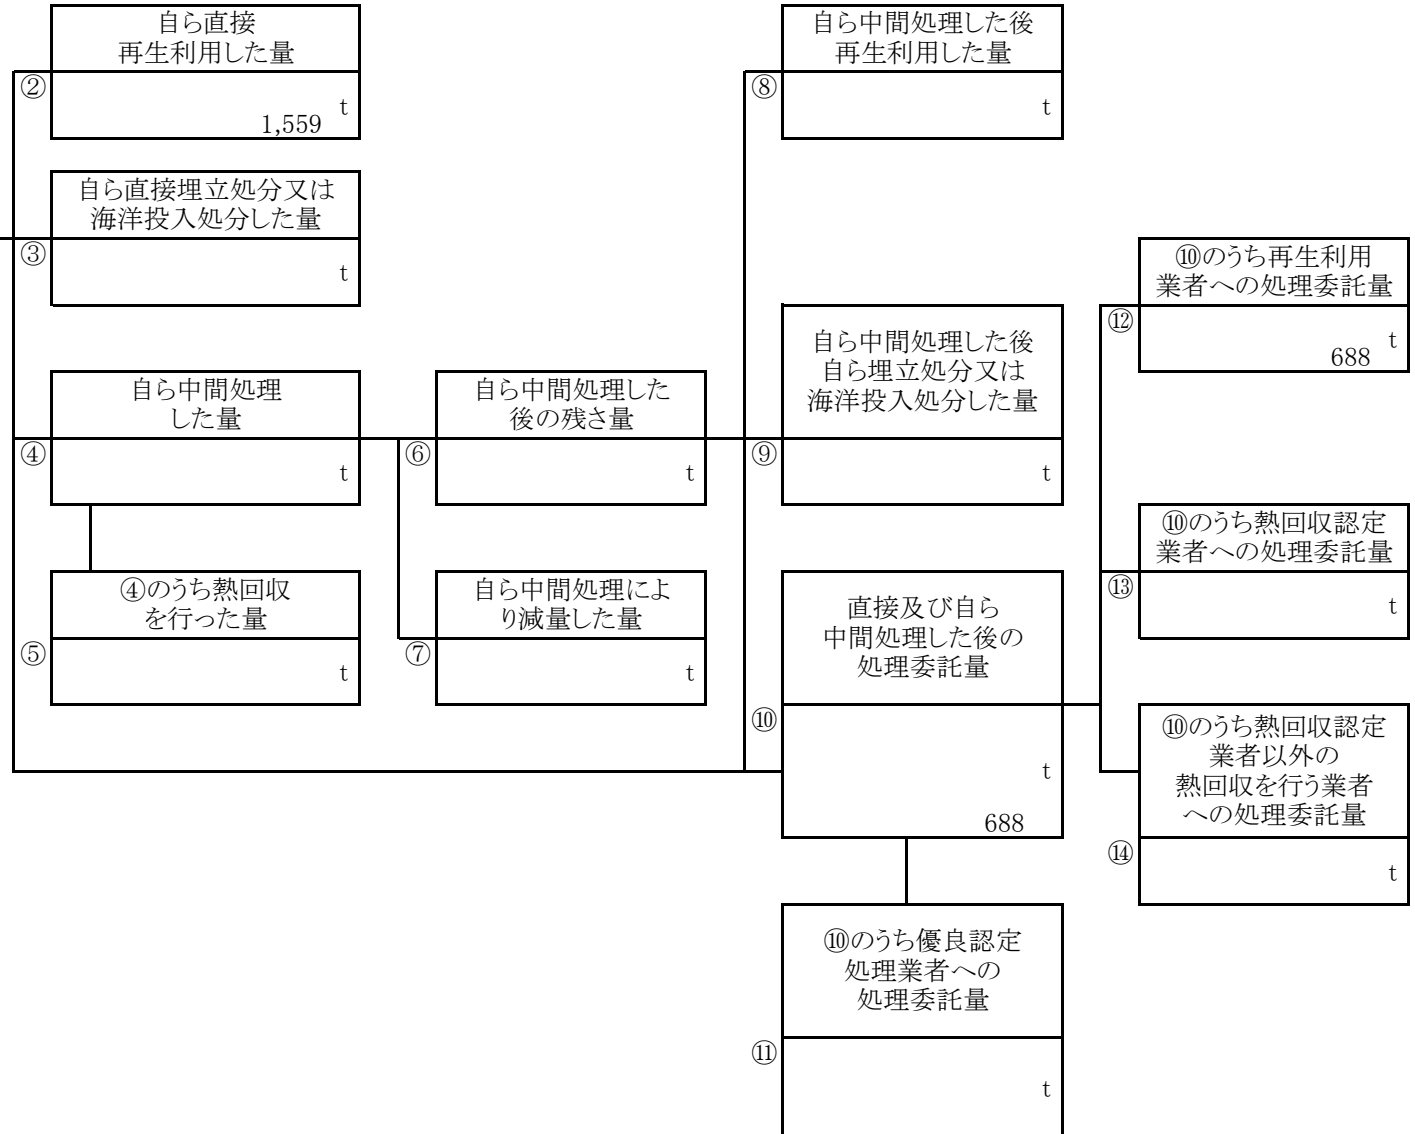 自ら直接
再生利用した量
②
t
1,559
自ら直接埋立処分又は
海洋投入処分した量
③
t
自ら中間処理
した量
④
t
④のうち熱回収
を行った量
⑤
t
自ら中間処理した
後の残さ量
⑥
t
自ら中間処理によ
り減量した量
⑦
t
自ら中間処理した後
再生利用した量
⑧
t
自ら中間処理した後
自ら埋立処分又は
海洋投入処分した量
⑨
t
直接及び自ら
中間処理した後の
処理委託量
⑩
t
688
⑩のうち優良認定
処理業者への
処理委託量
⑪
t
⑩のうち再生利用
業者への処理委託量
⑫
t
688
⑩のうち熱回収認定
業者への処理委託量
⑬
t
⑩のうち熱回収認定
業者以外の
熱回収を行う業者
への処理委託量
⑭
t